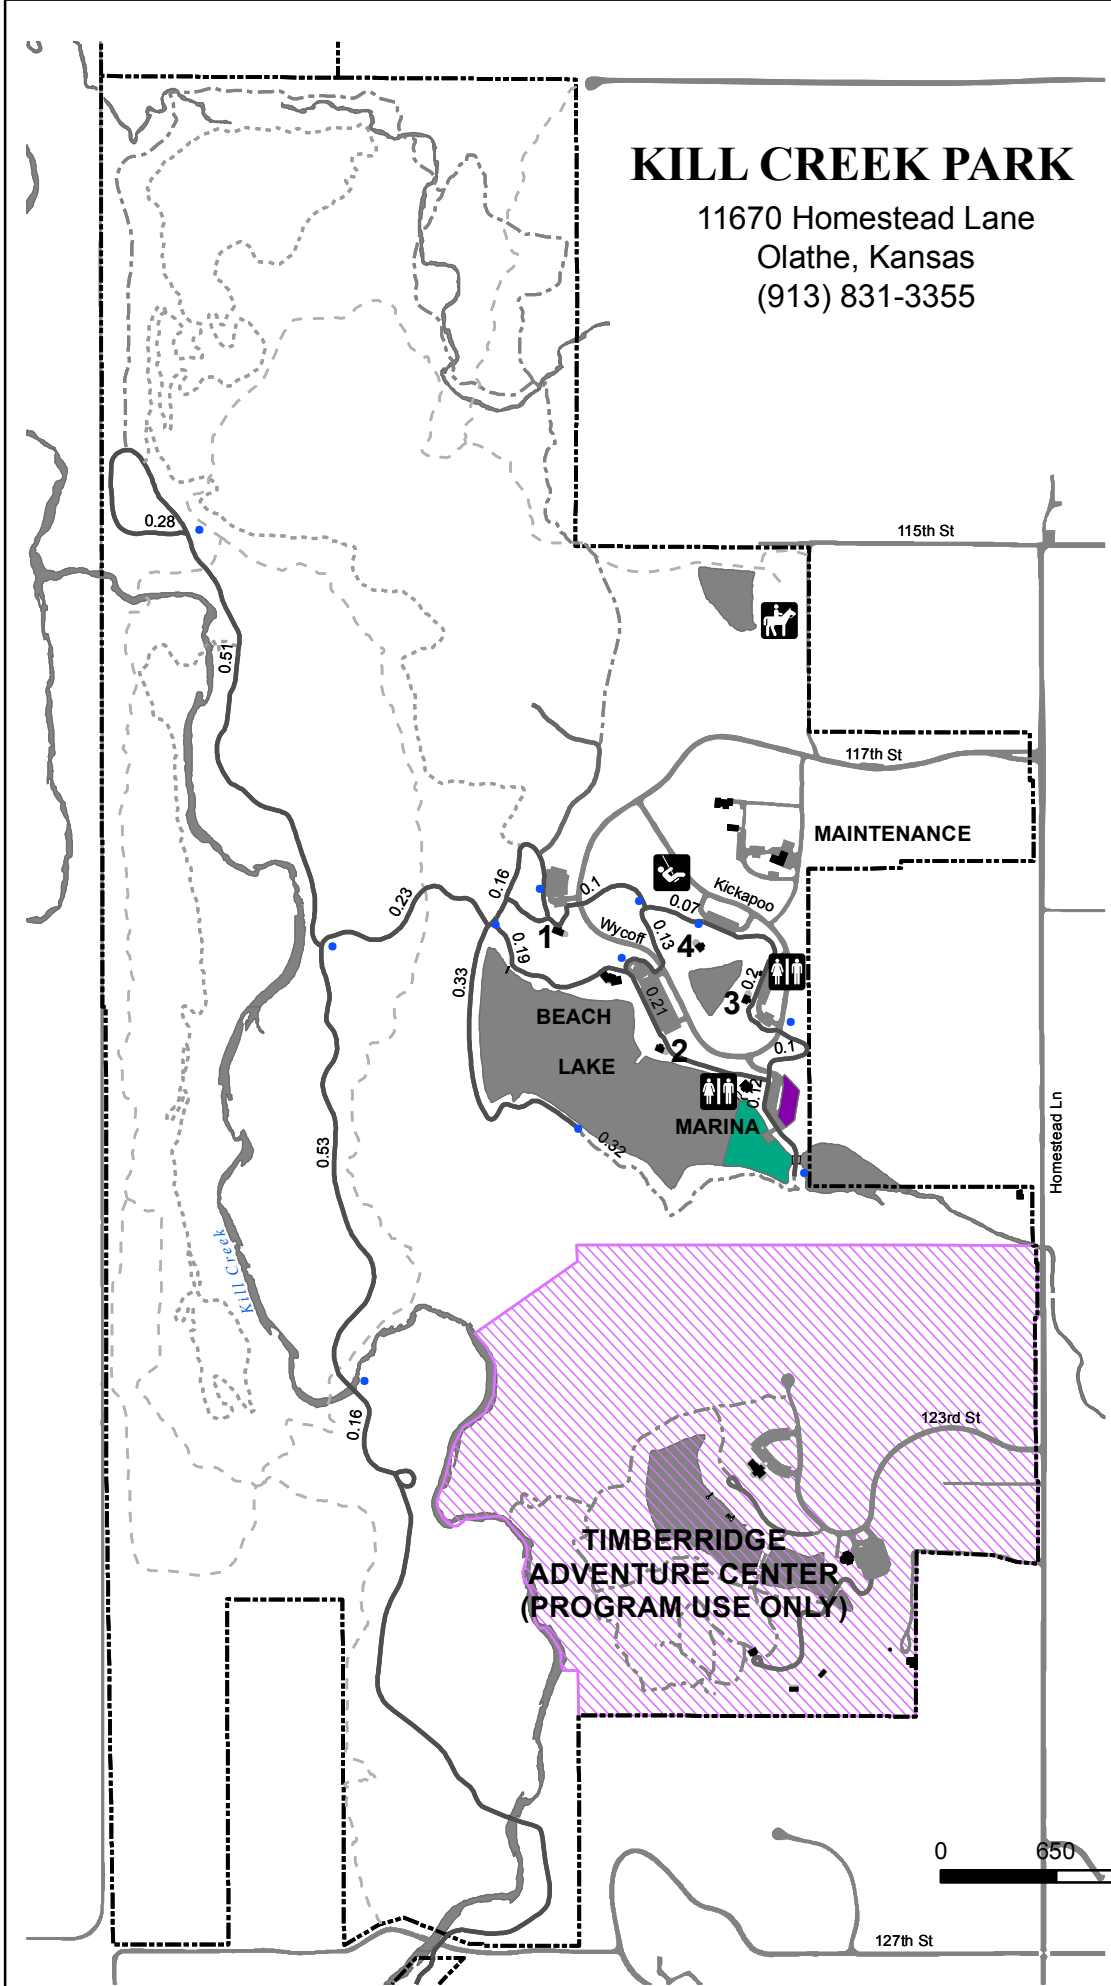 KILL CREEK PARK
11670 Homestead Lane
Olathe, Kansas
(913) 831-3355
0.28
115th St
0.51
117th St
MAINTENANCE
0.16
0.1
Kickapoo
0.23
0.07
Wycoff
0.13
1
4
0.19
0.33
0.2
3
0.21
BEACH
LAKE
2
0.1
0.12
MARINA
0.32
Homestead Ln
0.53
Kill Creek
0.16
123rd St
TIMBERRIDGE
ADVENTURE CENTER
(PROGRAM USE ONLY)
0
650
127th St